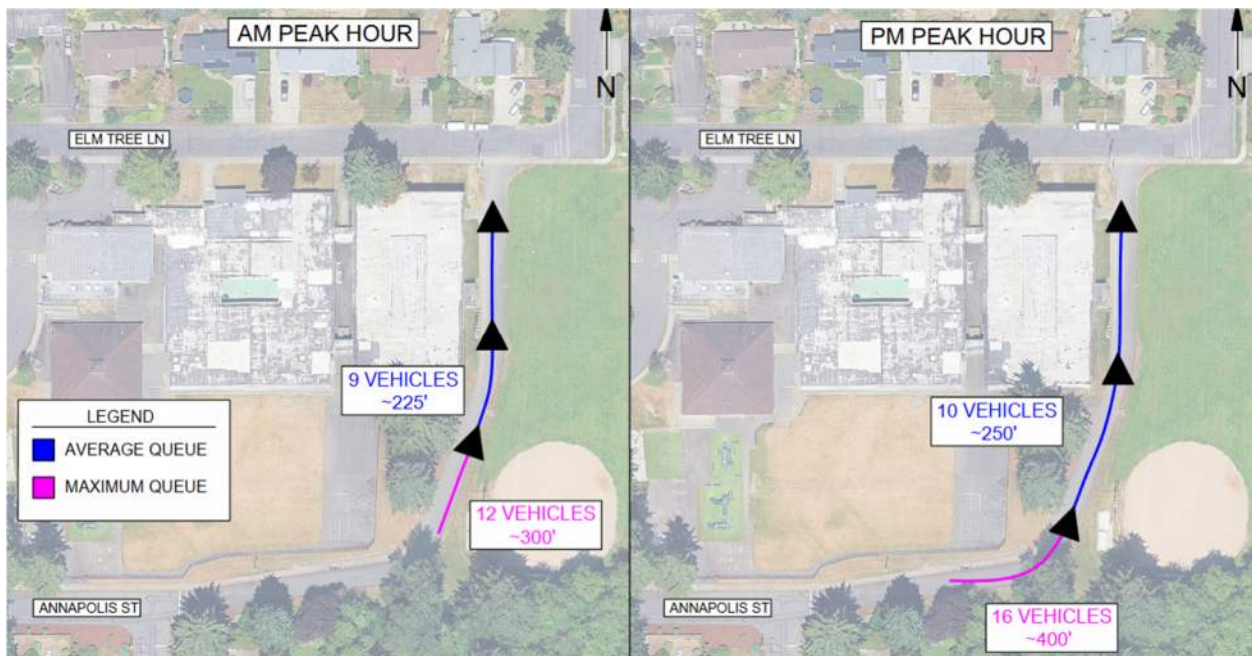 AM PEAK HOUR
N
ELM TREE LN
9 VEHICLES
~225'
LEGEND
AVERAGE QUEUE
MAXIMUM QUEUE
12 VEHICLES
~300'
ANNAPOLIS ST
PM PEAK HOUR
N
ELM TREE LN
10 VEHICLES
~250'
16 VEHICLES
~400'
ANNAPOLIS ST